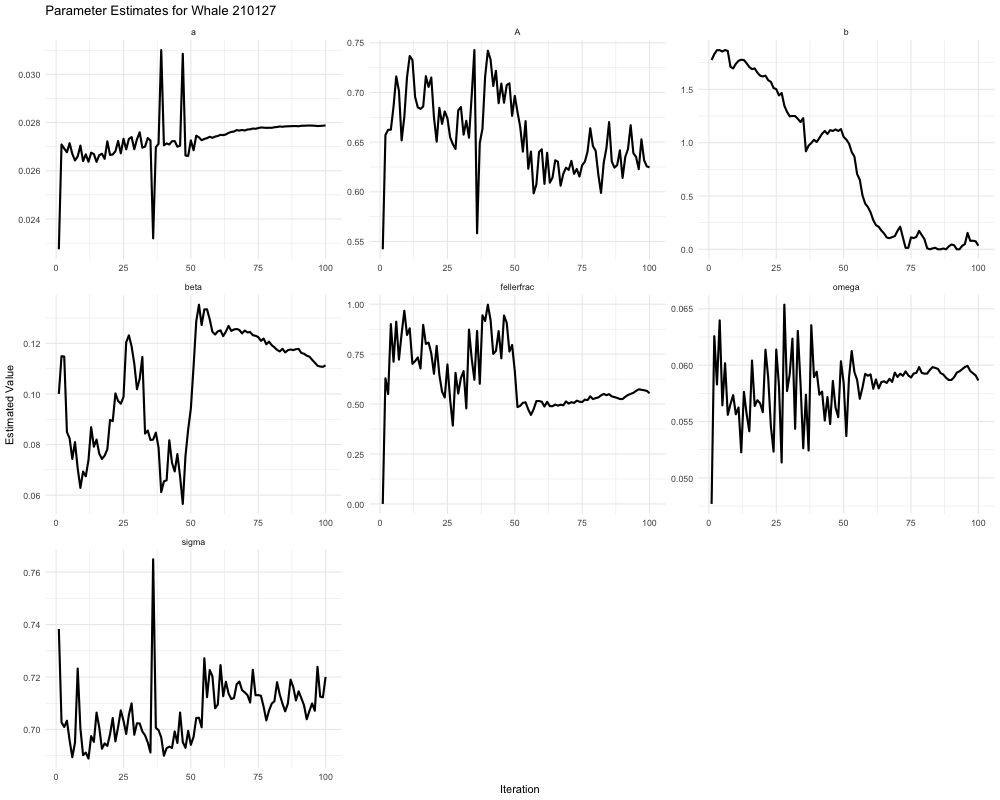 Parameter Estimates for Whale 210127
a
A
b
0.030
0.028
0.026
0.024
0.75
0.70
0.65
0.60
0.55
1.5
1.0
0.5
0.0
0 25 50 75 100
0 25 50 75 100
0 25 50 75 100
beta
fellerfrac
omega
0.12
0.10
0.08
0.06
1.00
0.75
0.50
0.25
0.00
0.065
0.060
0.055
0.050
0 25 50 75 100
0 25 50 75 100
0 25 50 75 100
sigma
0.76
0.74
0.72
0.70
0 25 50 75 100
Estimated Value
Iteration